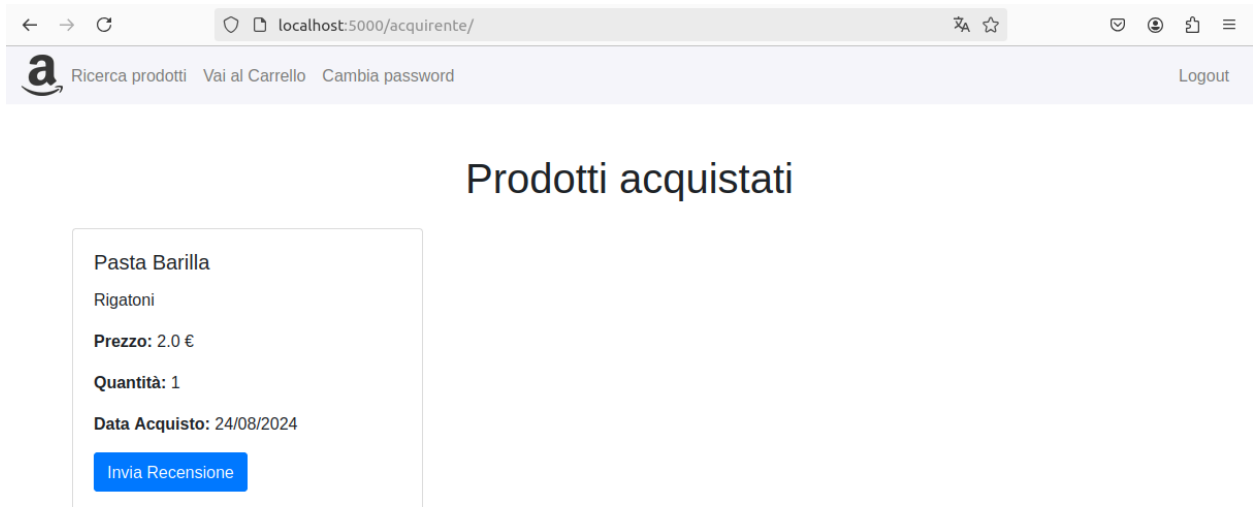 localhost:5000/acquirente/
a Ricerca prodotti Vai al Carrello Cambia password Logout
Prodotti acquistati
Pasta Barilla
Rigatoni
Prezzo: 2.0 €
Quantità: 1
Data Acquisto: 24/08/2024
Invia Recensione